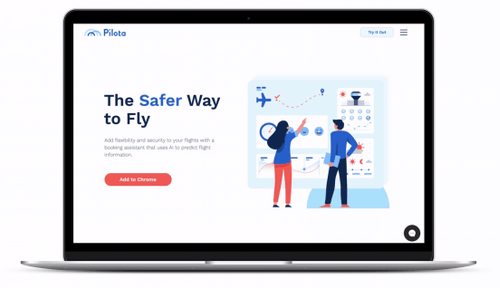 Pilota
Try It Out
The Safer Way
to Fly
Add flexibility and security to your flights with a
booking assistant that uses AI to predict flight
information.
Add to Chrome